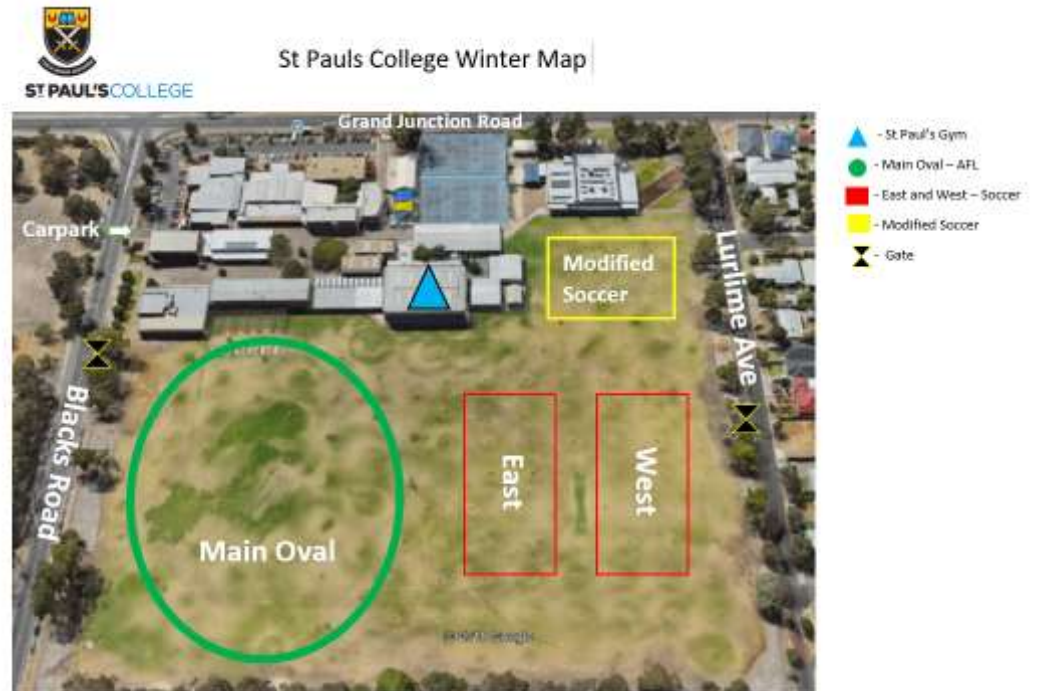 ST PAUL'S COLLEGE
St Pauls College Winter Map
Grand Junction Road
Carpark
Modified
Soccer
Lurlime Ave
Blacks Road
East
West
Main Oval
- St Paul's Gym
- Main Oval – AFL
- East and West – Soccer
- Modified Soccer
- Gate